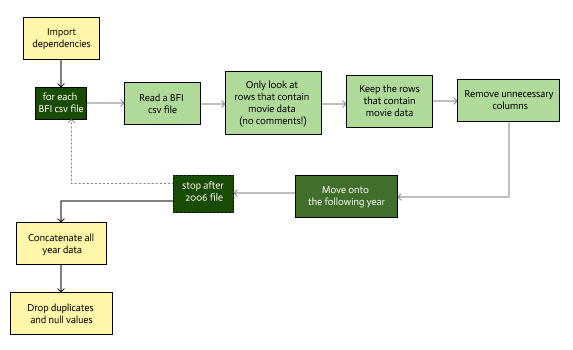 Import
dependencies
for each
BFI csv file
Read a BFI
csv file
Only look at
rows that contain
movie data
(no comments!)
Keep the rows
that contain
movie data
Remove unnecessary
columns
Move onto
the following year
stop after
2006 file
Concatenate all
year data
Drop duplicates
and null values